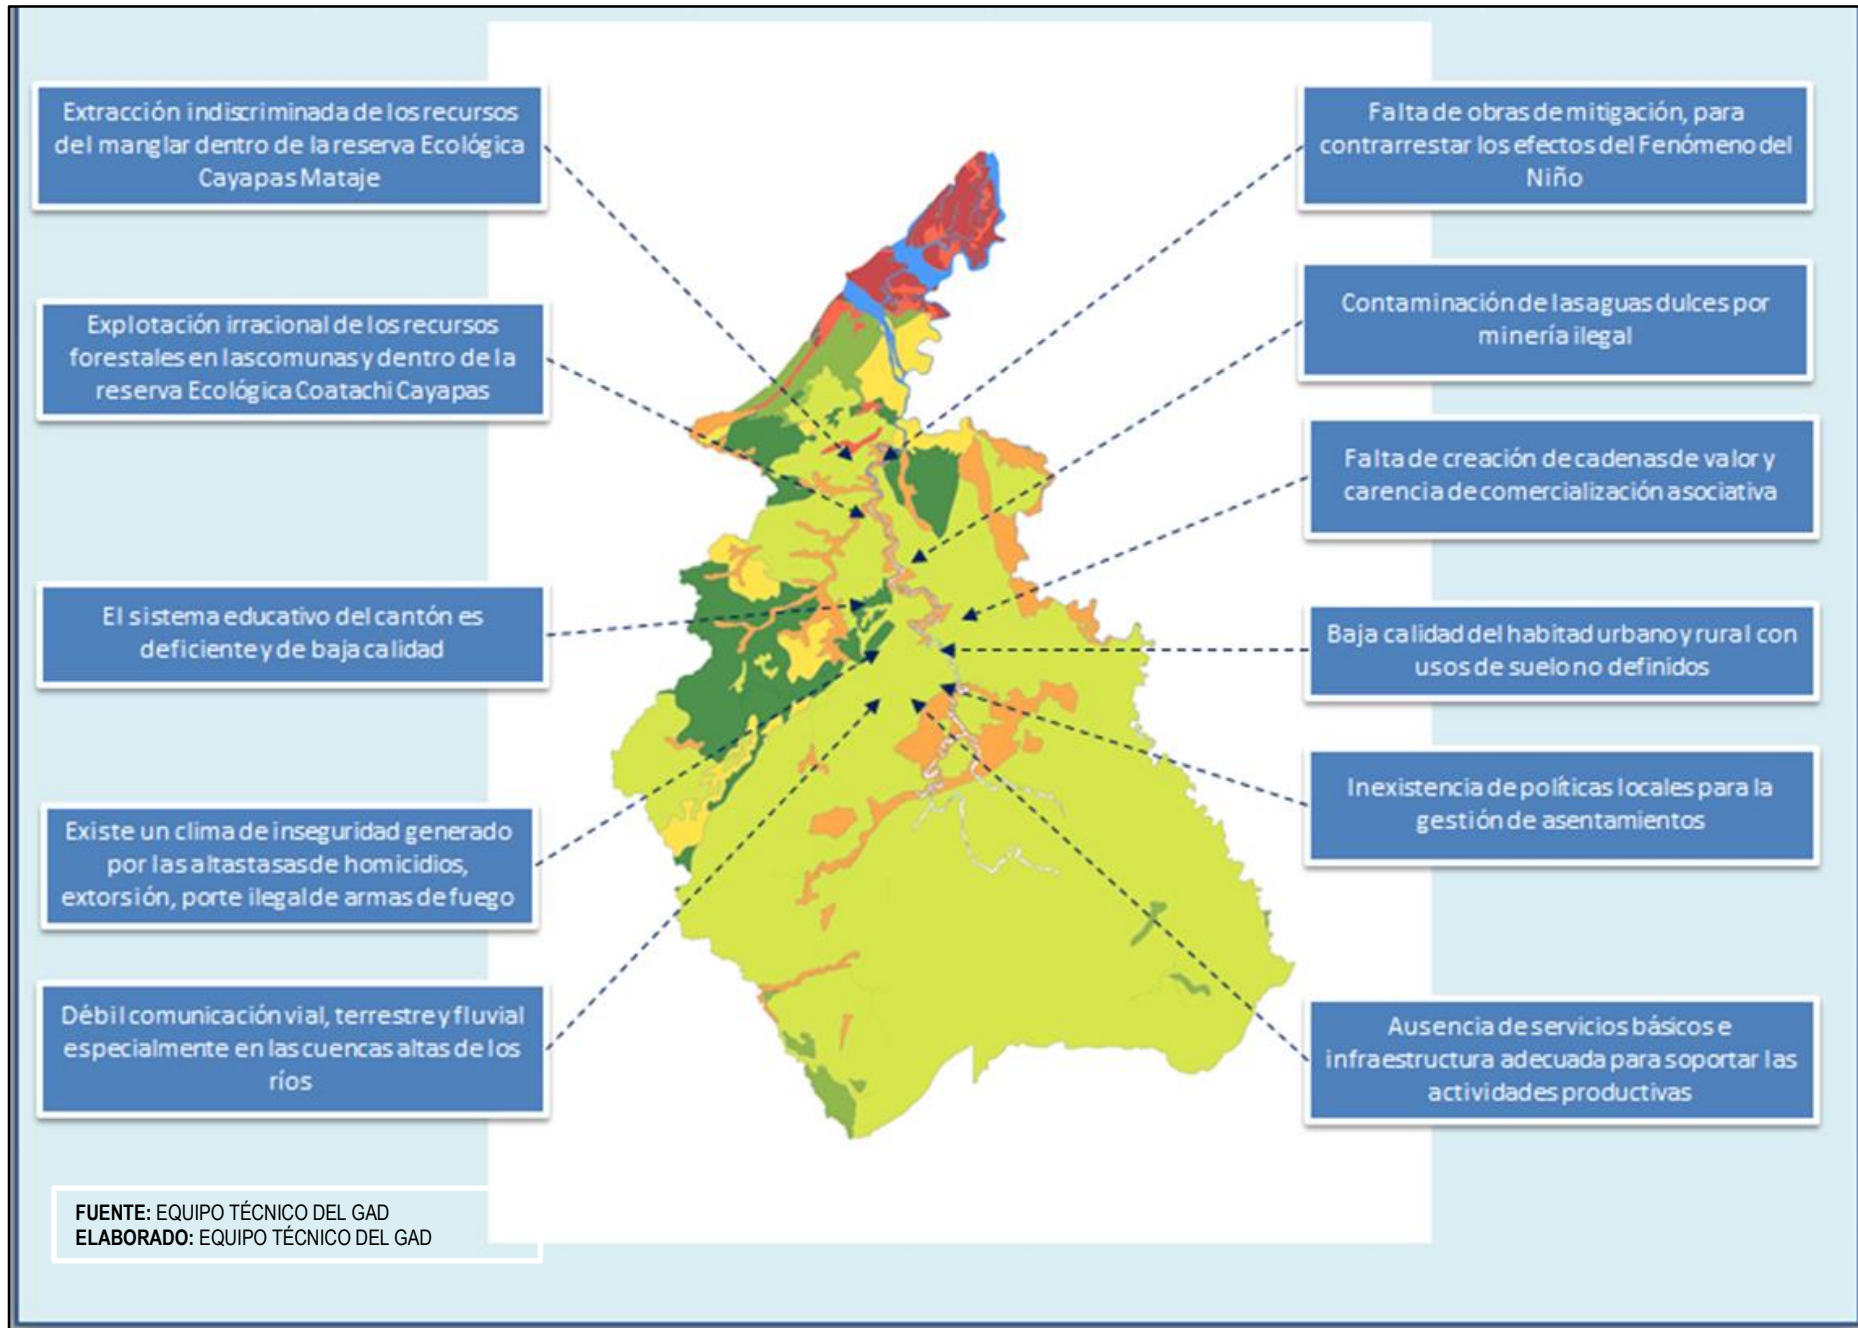 Extracción indiscriminada de los recursos
del manglar dentro de la reserva Ecológica
Cayapas Mataje
Explotación irracional de los recursos
forestales en las comunas y dentro de la
reserva Ecológica Coatachi Cayapas
El sistema educativo del cantón es
deficiente y de baja calidad
Existe un clima de inseguridad generado
por las altas tasas de homicidios,
extorsión, porte ilegal de armas de fuego
Débil comunicación vial, terrestre y fluvial
especialmente en las cuencas altas de los
ríos
Falta de obras de mitigación, para
contrarrestar los efectos del Fenómeno del
Niño
Contaminación de las aguas dulces por
minería ilegal
Falta de creación de cadenas de valor y
carencia de comercialización asociativa
Baja calidad del habitad urbano y rural con
usos de suelo no definidos
Inexistencia de políticas locales para la
gestión de asentamientos
Ausencia de servicios básicos e
infraestructura adecuada para soportar las
actividades productivas
FUENTE: EQUIPO TÉCNICO DEL GAD
ELABORADO: EQUIPO TÉCNICO DEL GAD